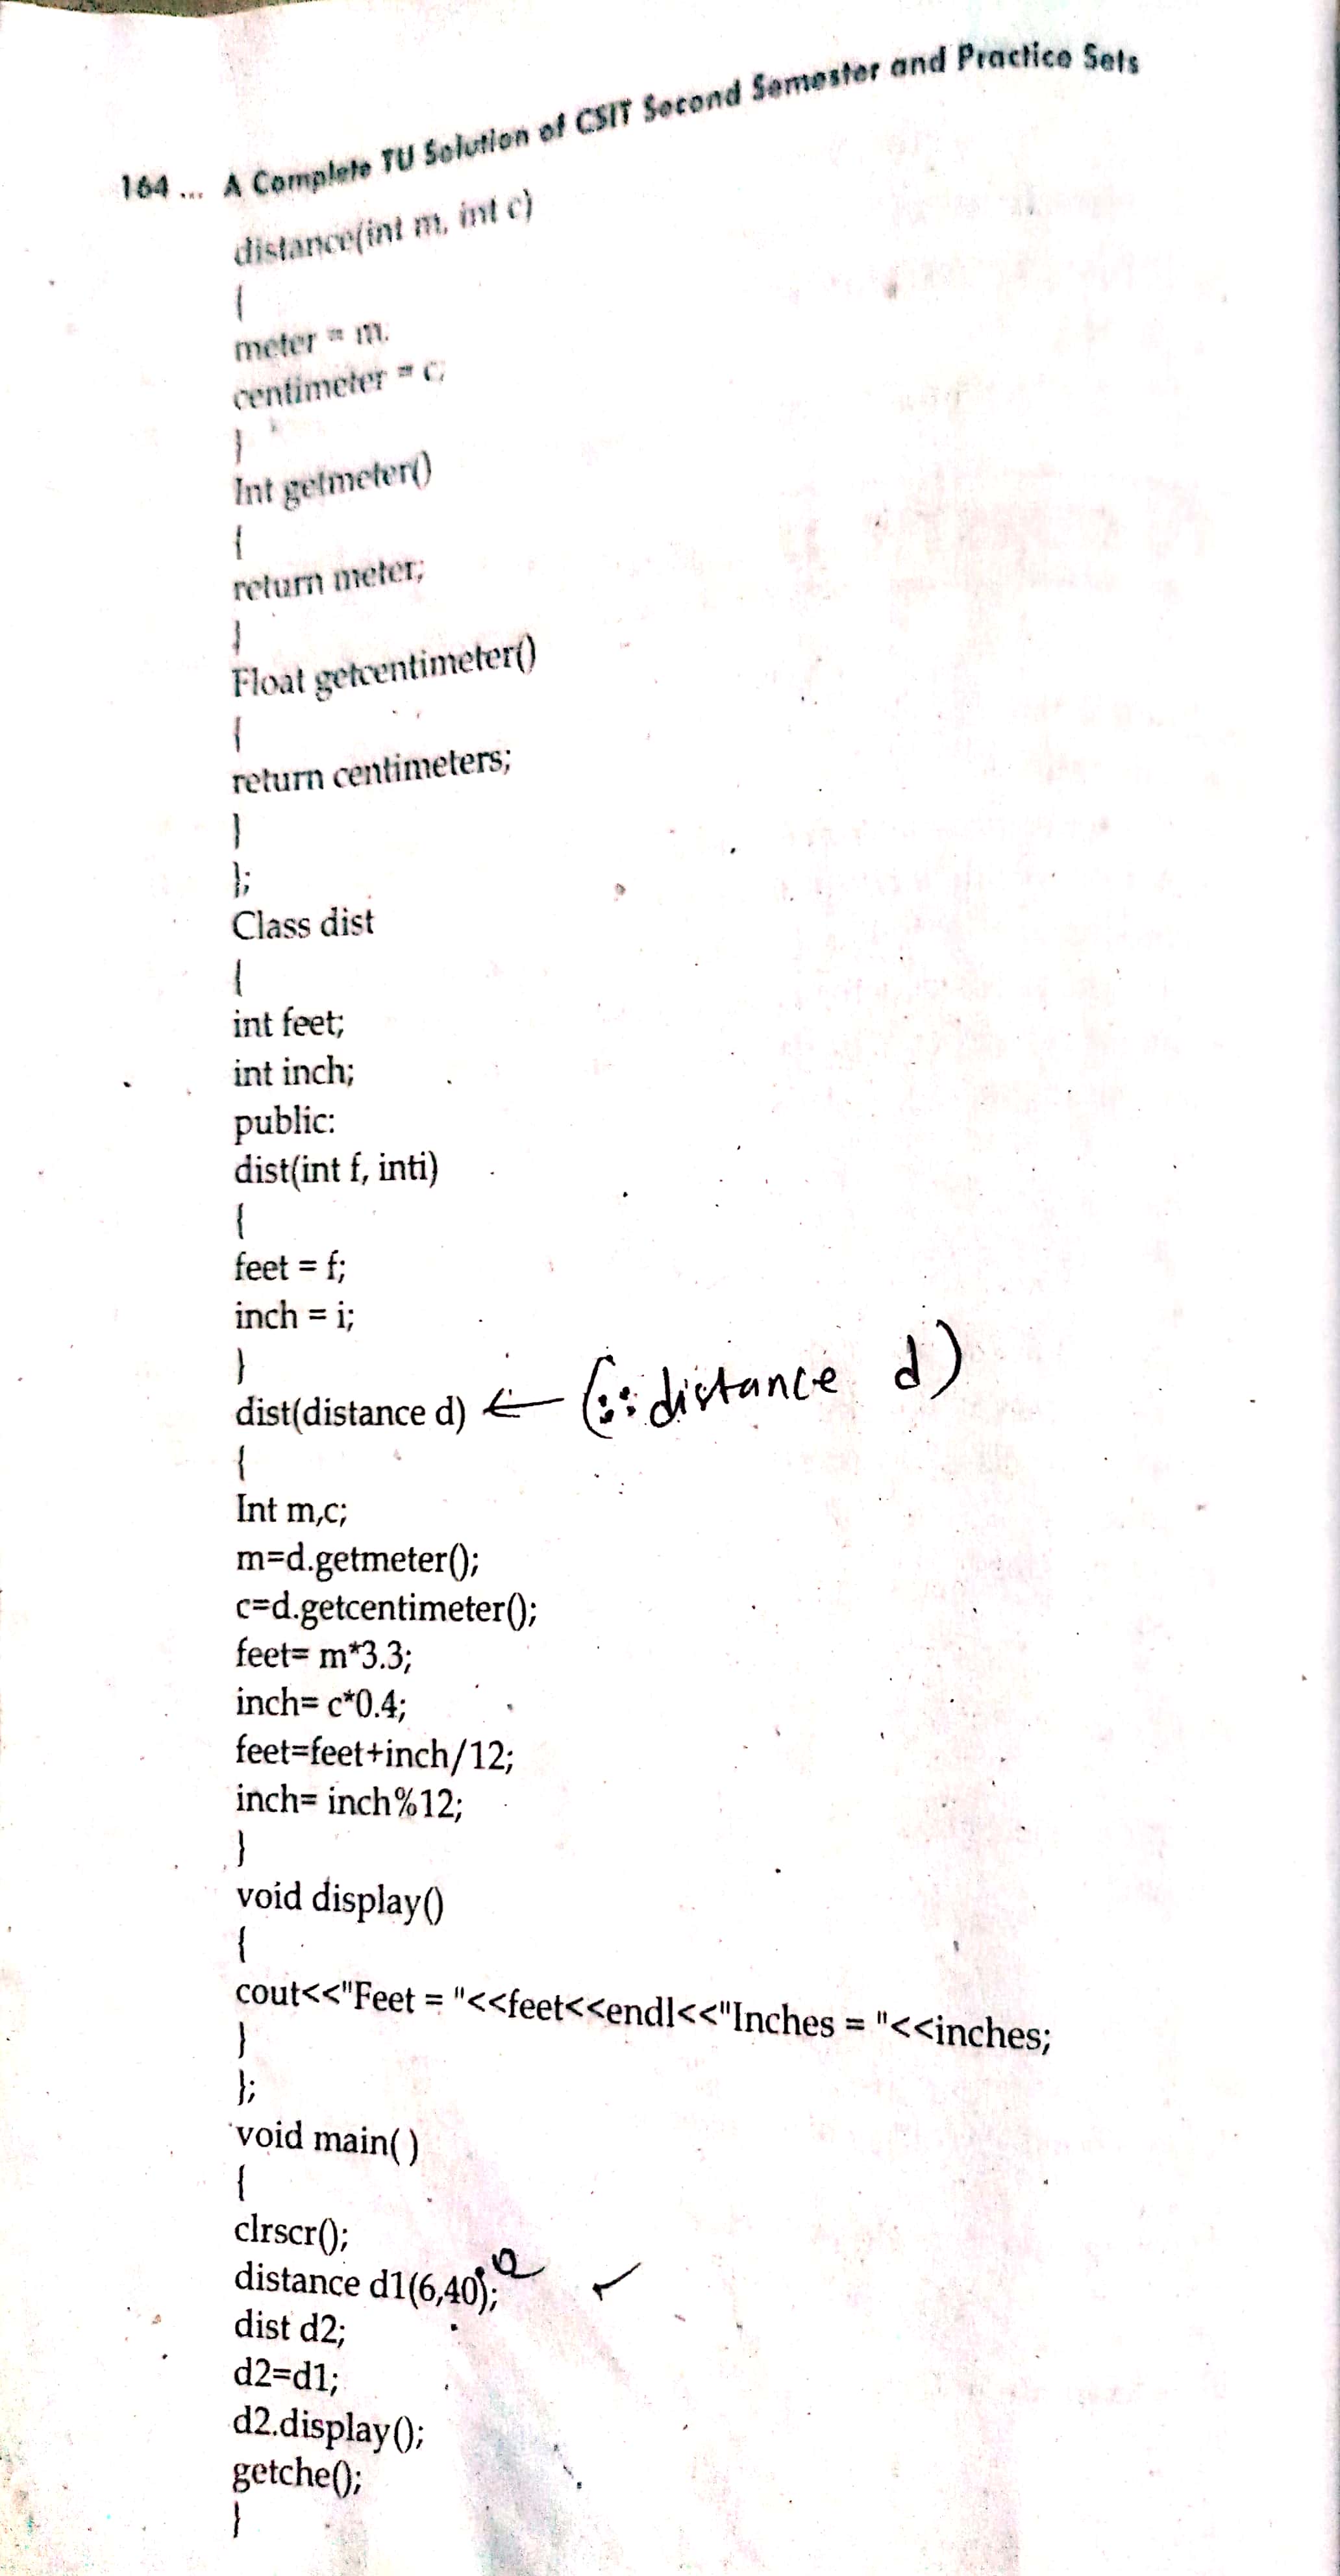 164 ... A Complete TU Solution of CSIT Second Semester and Practice Sets
distance(int m, int c)
{
meter = m.
centimeter = c;
}
Int getmeter()
{
return meter;
}
Float getcentimeter()
{
return centimeters;
}
};
Class dist
{
int feet;
int inch;
public:
dist(int f, inti)
{
feet = f;
inch = i;
}
dist(distance d) ← (:: distance d)
{
Int m,c;
m=d.getmeter();
c=d.getcentimeter();
feet= m*3.3;
inch= c*0.4;
feet=feet+inch/12;
inch= inch%12;
}
void display()
{
cout<<"Feet = "<<feet<<endl<<"Inches = "<<inches;
}
};
void main( )
{
clrscr();
distance d1(6,40); ✓
dist d2;
d2=d1;
d2.display();
getche();
}